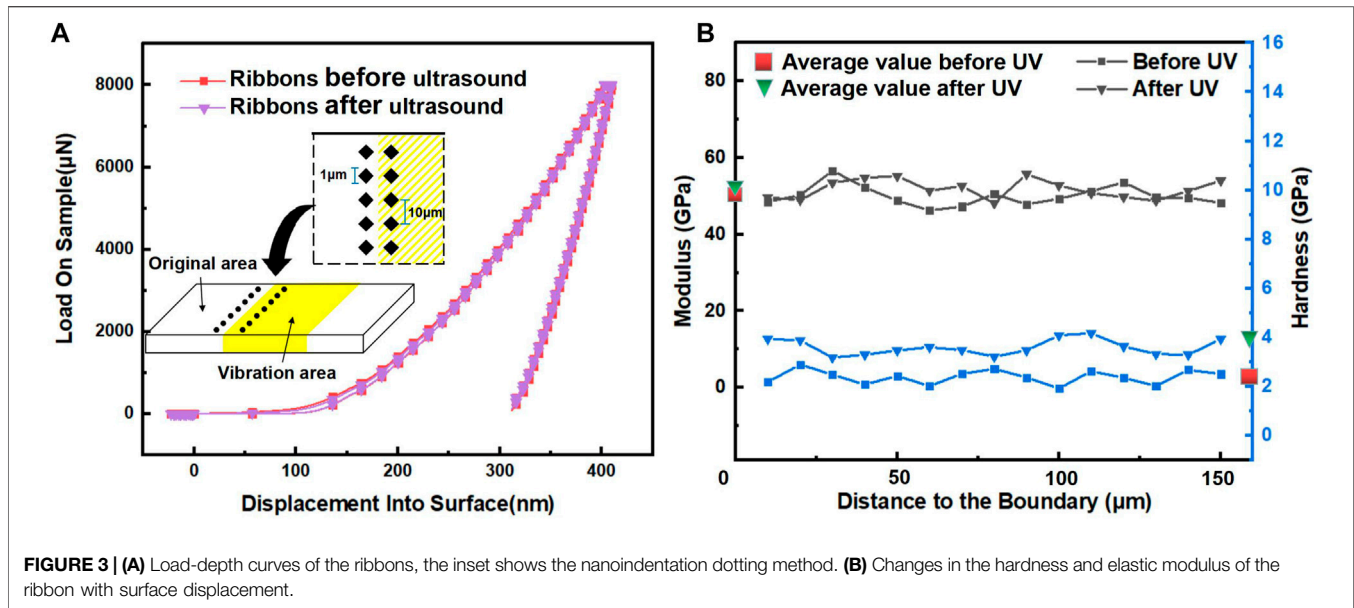 A
Ribbons before ultrasound
Ribbons after ultrasound
8000
6000
4000
2000
0
Load On Sample(μN)
1μm
10μm
Original area
Vibration area
0
100
200
300
400
Displacement Into Surface(nm)
B
Average value before UV
Average value after UV
Before UV
After UV
80
60
40
20
0
Modulus (GPa)
16
14
12
10
8
6
4
2
0
Hardness (GPa)
0
50
100
150
Distance to the Boundary (μm)
FIGURE 3 | (A) Load-depth curves of the ribbons, the inset shows the nanoindentation dotting method. (B) Changes in the hardness and elastic modulus of the
ribbon with surface displacement.